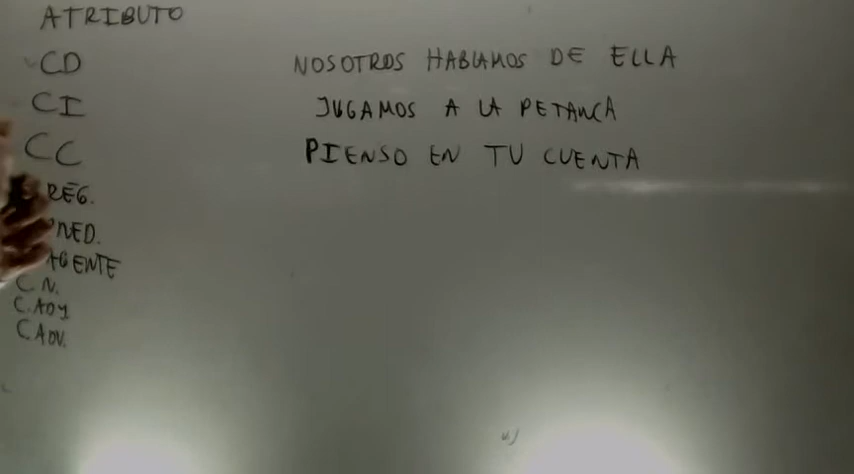 ATRIBUTO
CD
CI
CC
REG.
AGENTE
C.N.
C.ADJ
C.ADV.
NOSOTROS HABLAMOS DE ELLA
JUGAMOS A LA PETANCA
PIENSO EN TU CUENTA